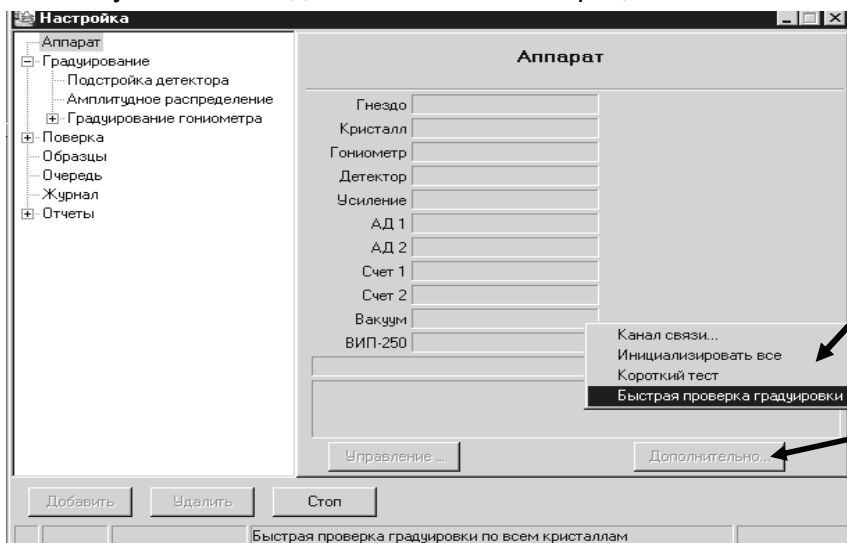 Настройка
Аппарат
Градуирование
Подстройка детектора
Амплитудное распределение
Градуирование гониометра
Поверка
Образцы
Очередь
Журнал
Отчеты
Аппарат
Гнездо
Кристалл
Гониометр
Детектор
Усиление
АД 1
АД 2
Счет 1
Счет 2
Вакуум
ВИП-250
Канал связи...
Инициализировать все
Короткий тест
Быстрая проверка градуировки
Управление ...
Дополнительно...
Добавить
Удалить
Стоп
Быстрая проверка градуировки по всем кристаллам